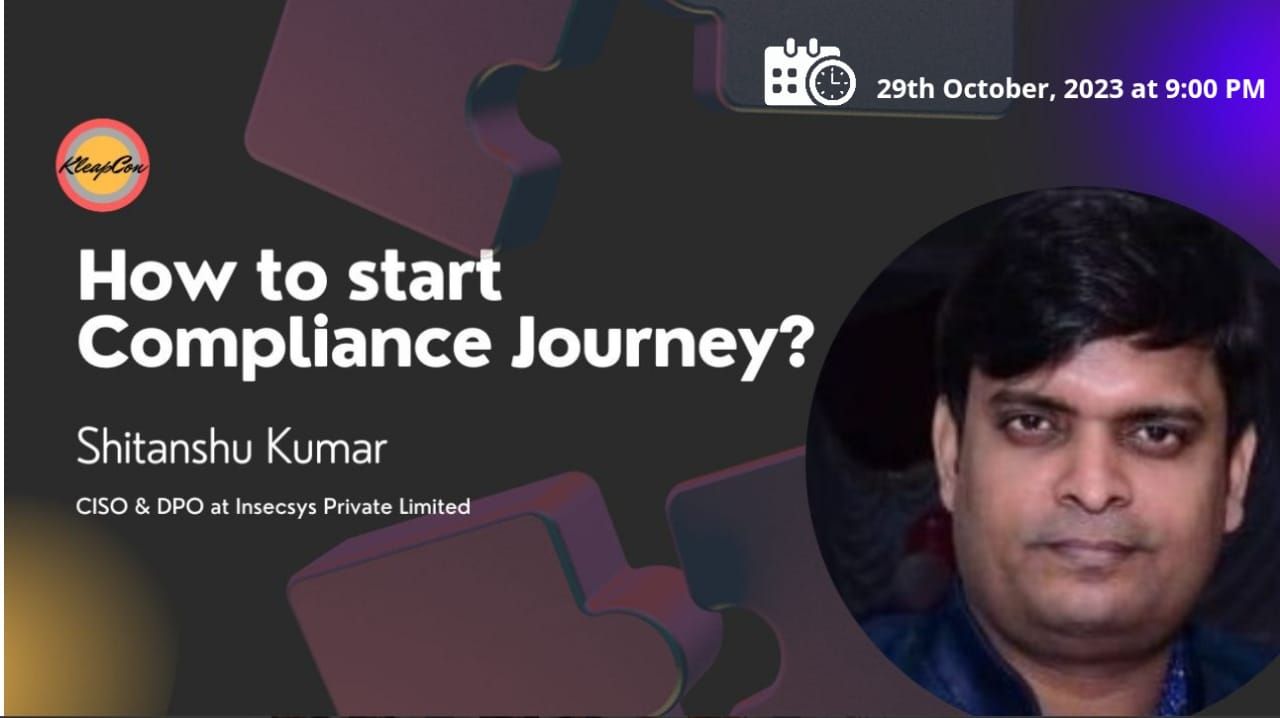 29th October, 2023 at 9:00 PM
KleapCon
How to start
Compliance Journey?
Shitanshu Kumar
CISO & DPO at Insecsys Private Limited